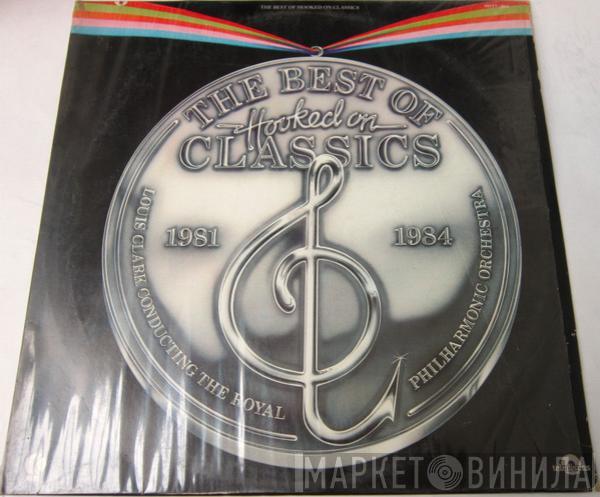 THE BEST OF HOOKED ON CLASSICS
THE BEST OF
Hooked on
CLASSICS
1981
1984
LOUIS CLARK CONDUCTING THE ROYAL
PHILHARMONIC ORCHESTRA
МАРКЕТ ВИНИЛА